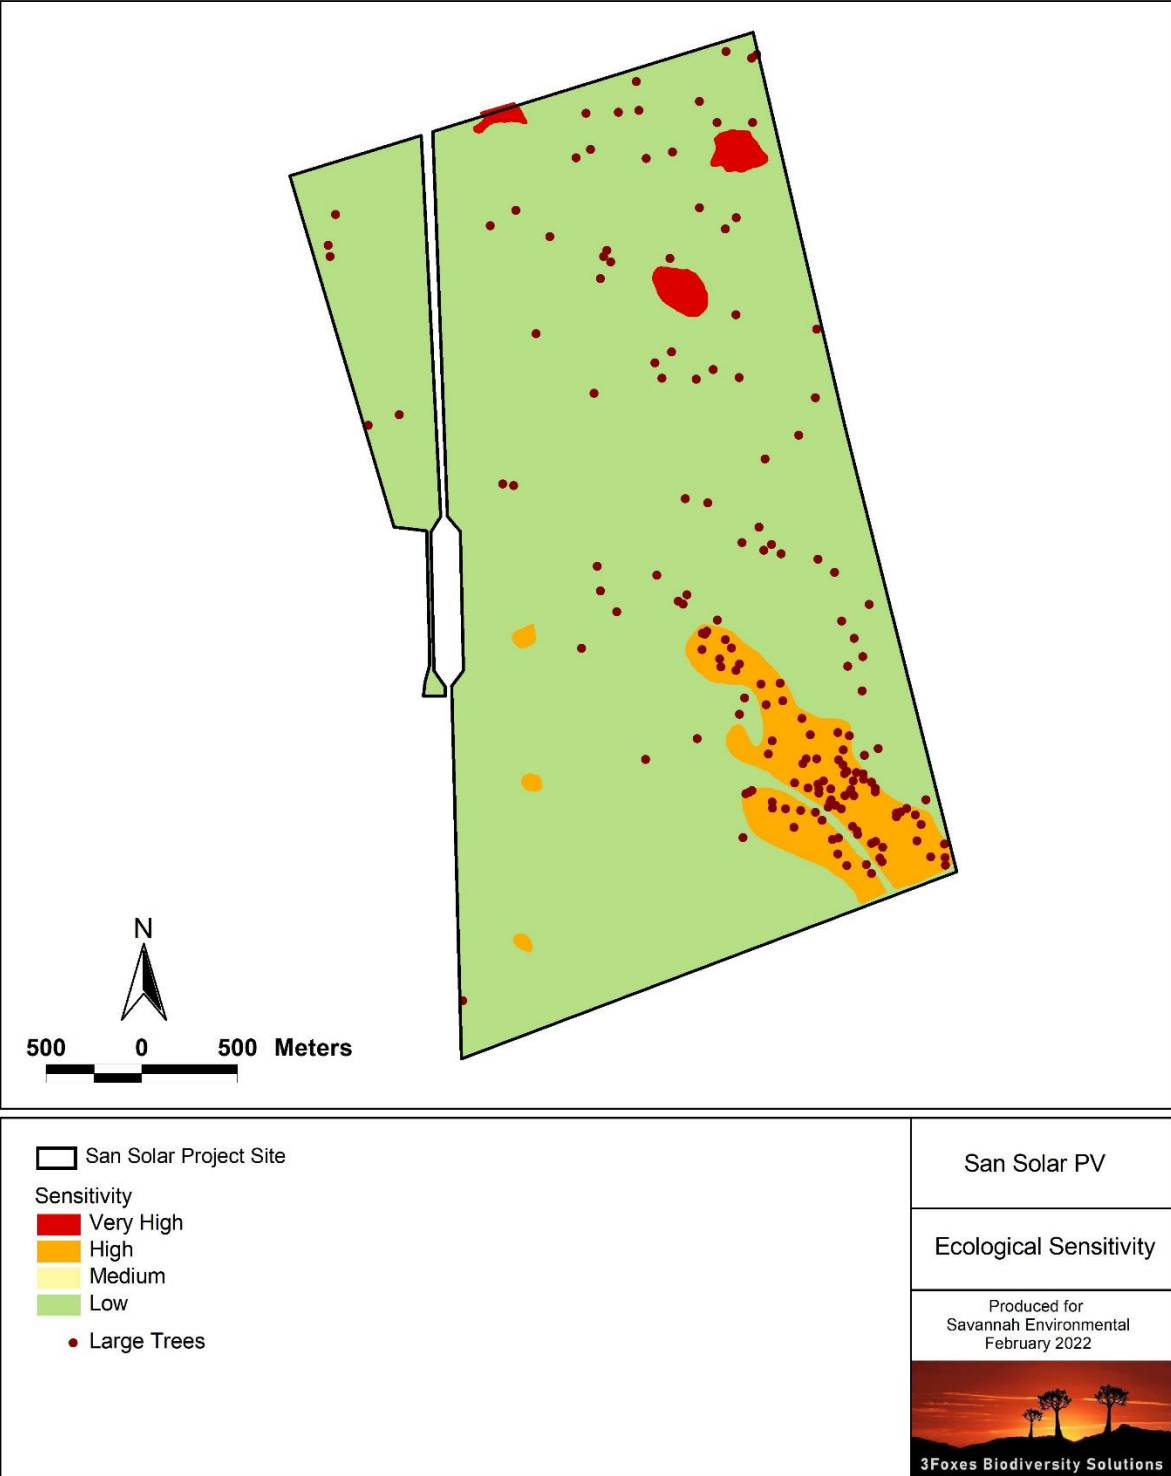 N
500 0 500 Meters
San Solar Project Site
Sensitivity
Very High
High
Medium
Low
Large Trees
San Solar PV
Ecological Sensitivity
Produced for
Savannah Environmental
February 2022
3Foxes Biodiversity Solutions